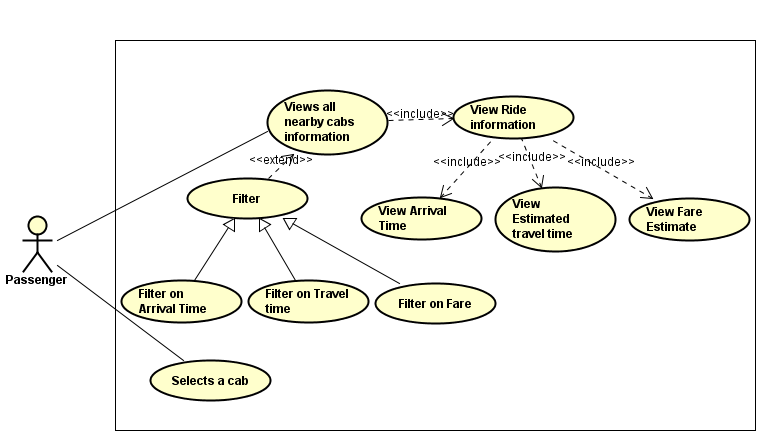 Views all
nearby cabs
information
<<include>>
View Ride
information
<<extend>>
<<include>>
<<include>>
<<include>>
Filter
View Arrival
Time
View
Estimated
travel time
View Fare
Estimate
Passenger
Filter on
Arrival Time
Filter on Travel
time
Filter on Fare
Selects a cab